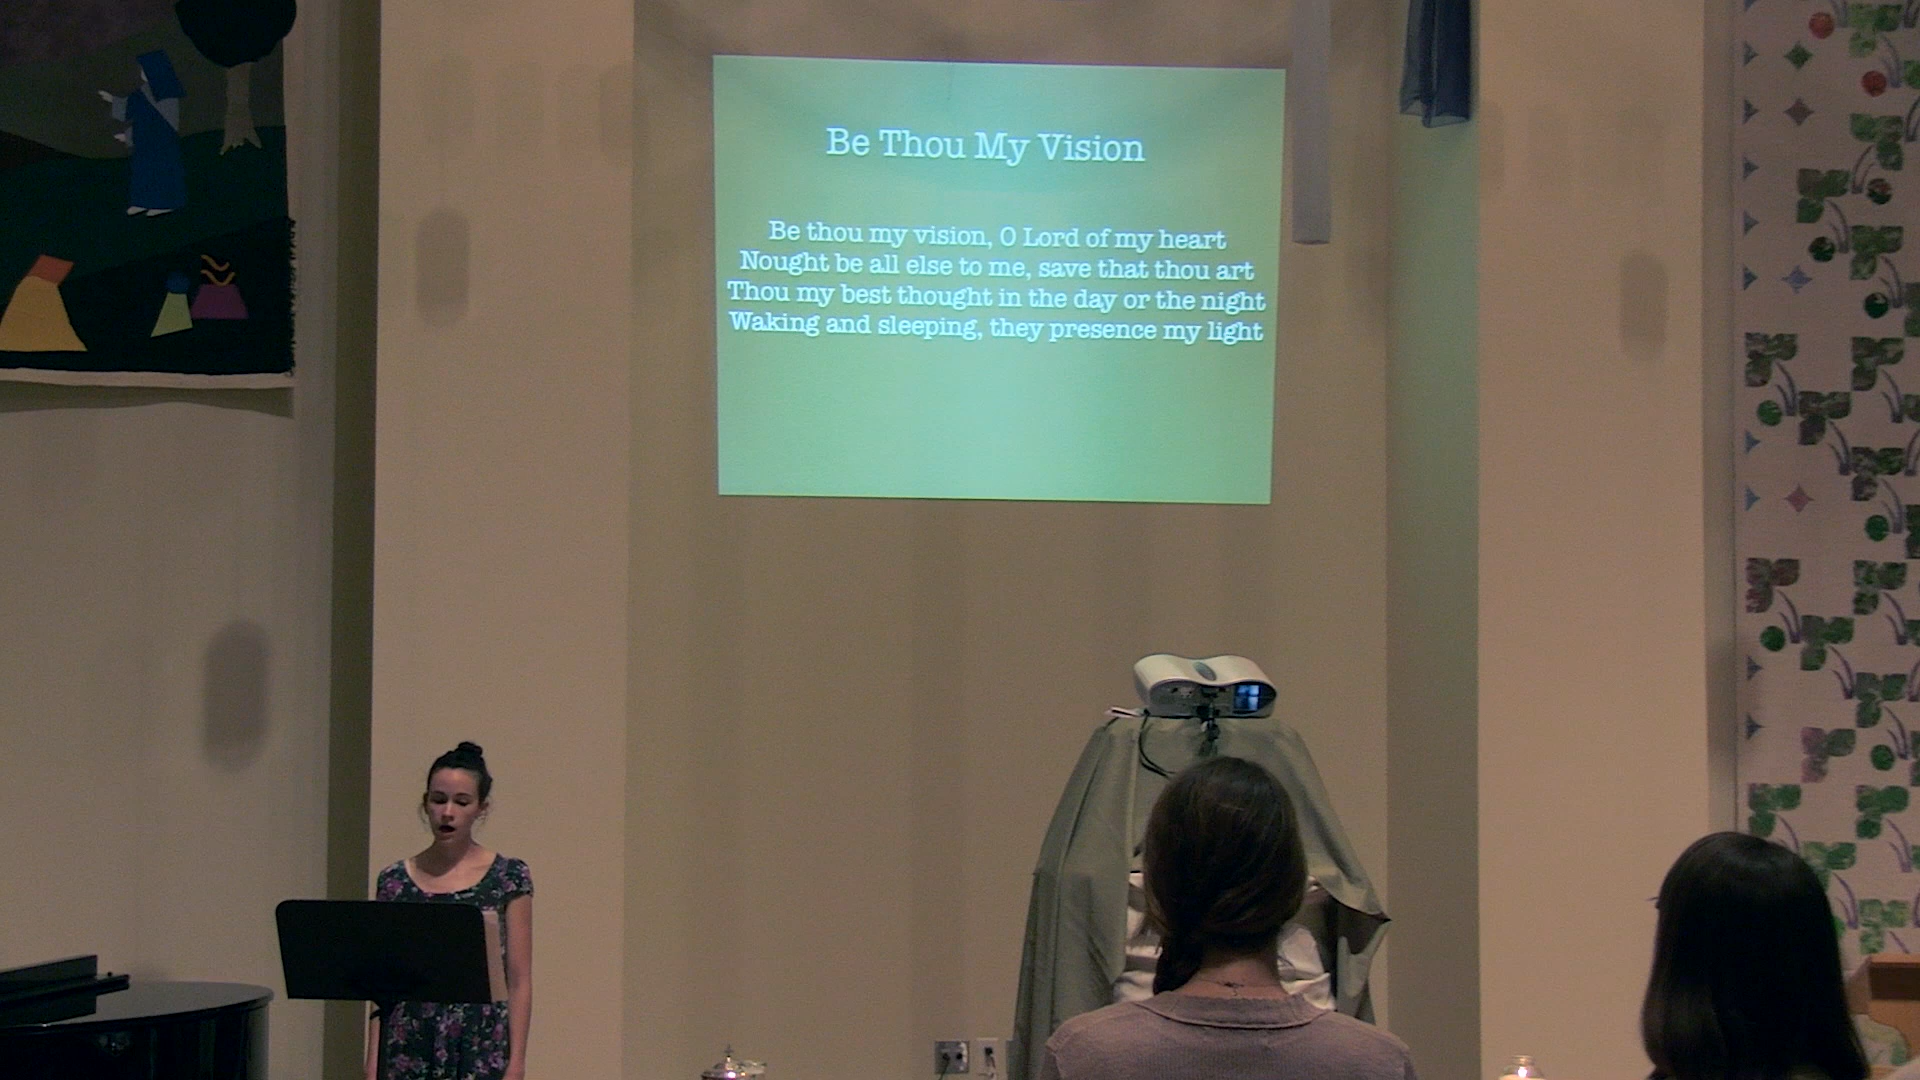 Be Thou My Vision
Be thou my vision, O Lord of my heart
Nought be all else to me, save that thou art
Thou my best thought in the day or the night
Waking and sleeping, they presence my light